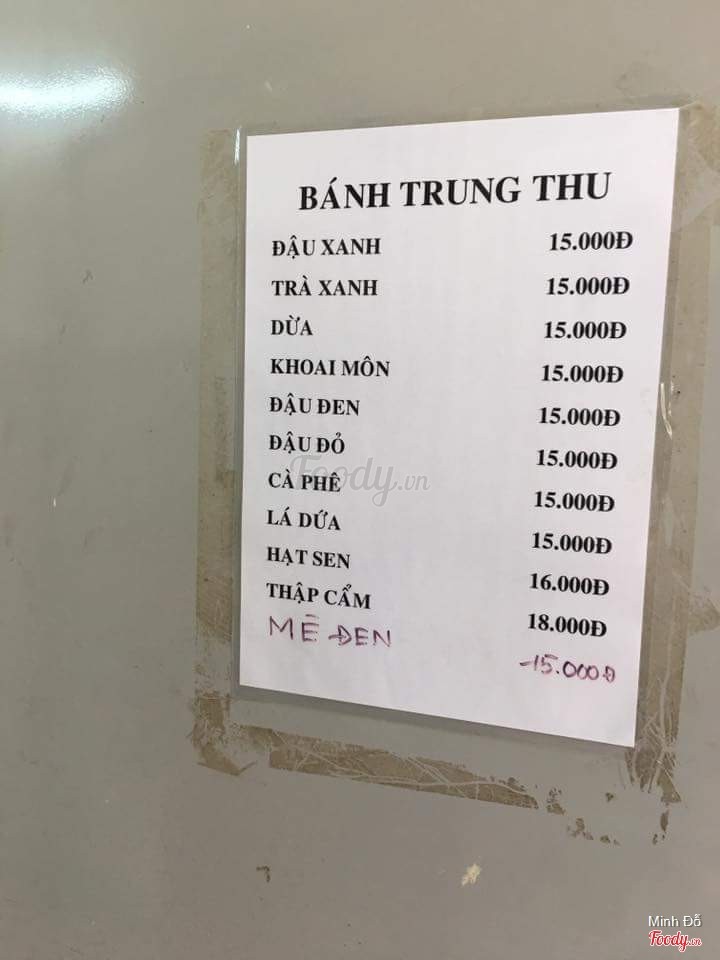 BÁNH TRUNG THU
ĐẬU XANH 15.000Đ
TRÀ XANH 15.000Đ
DỪA 15.000Đ
KHOAI MÔN 15.000Đ
ĐẬU ĐEN 15.000Đ
ĐẬU ĐỎ 15.000Đ
CÀ PHÊ 15.000Đ
LÁ DỨA 15.000Đ
HẠT SEN 16.000Đ
THẬP CẨM 18.000Đ
MÈ ĐEN 15.000Đ
Foody.vn
Minh Đỗ
Foody.vn